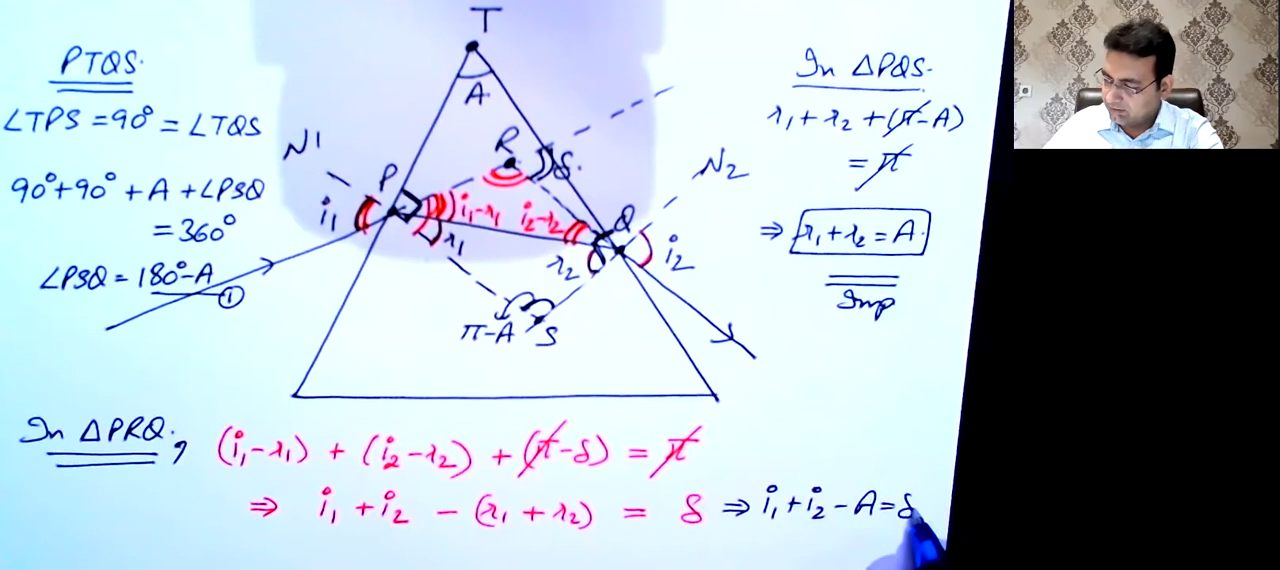 PTQS.
∠TPS = 90° = ∠TQS
90° + 90° + A + ∠PSQ
= 360°
∠PSQ = 180° - A
①
T
A
N1
P
R
δ
N2
i₁
i₁-r₁
i₂-r₂
Q
r₁
r₂
i₂
π-A
S
In ΔPQS.
r₁ + r₂ + (π - A)
= π
⇒ r₁ + r₂ = A.
Imp
In ΔPRQ, (i₁-r₁) + (i₂-r₂) + (π-δ) = π
⇒ i₁ + i₂ - (r₁ + r₂) = δ ⇒ i₁ + i₂ - A = δ